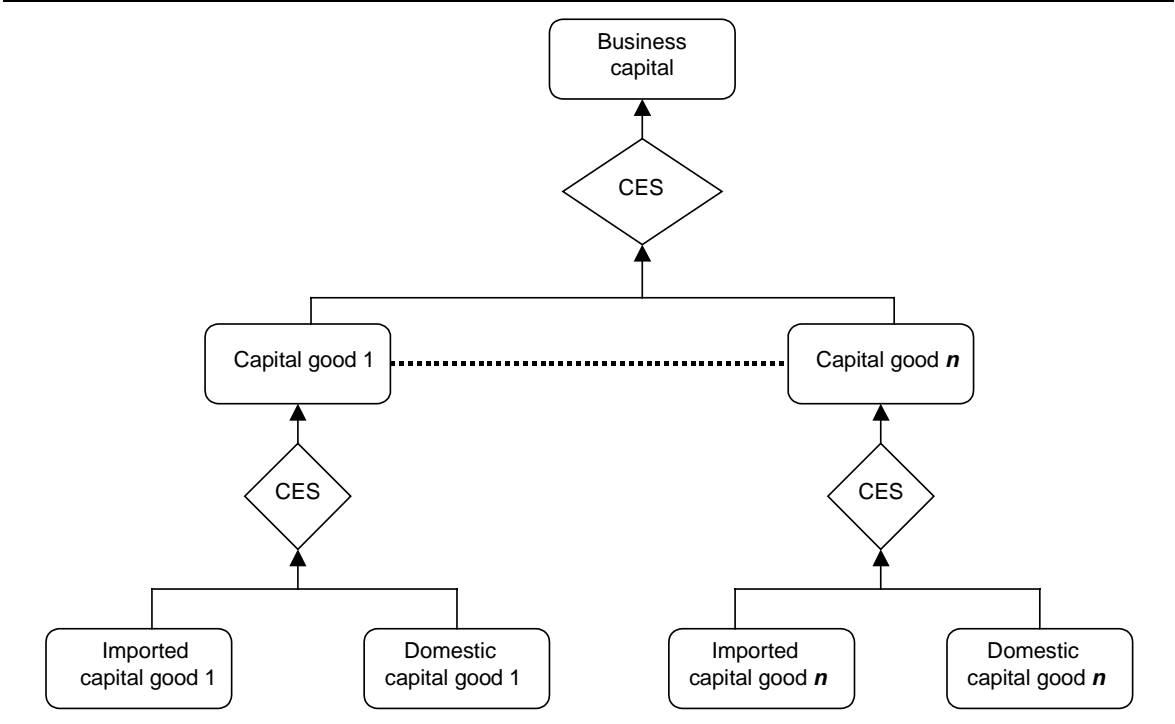 Business
capital
CES
Capital good 1
Capital good n
CES
CES
Imported
capital good 1
Domestic
capital good 1
Imported
capital good n
Domestic
capital good n